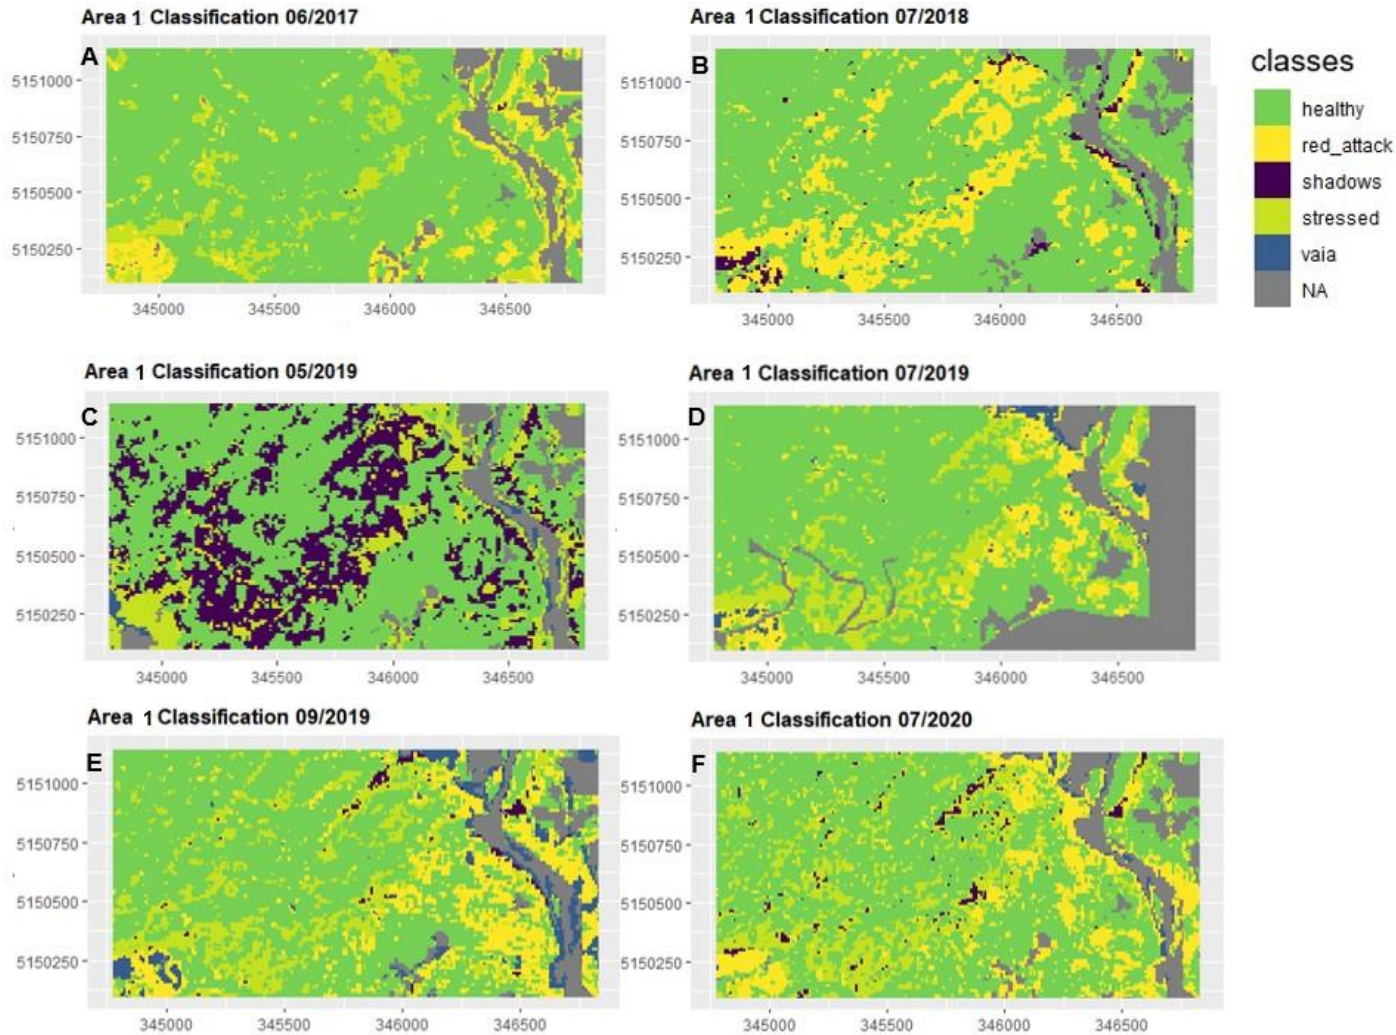 Area 1 Classification 06/2017
Area 1 Classification 07/2018
A
5151000
5150750
5150500
5150250
345000 345500 346000 346500
B
5151000
5150750
5150500
5150250
345000 345500 346000 346500
classes
healthy
red_attack
shadows
stressed
vaia
NA
Area 1 Classification 05/2019
Area 1 Classification 07/2019
C
5151000
5150750
5150500
5150250
345000 345500 346000 346500
D
5151000
5150750
5150500
5150250
345000 345500 346000 346500
Area 1 Classification 09/2019
Area 1 Classification 07/2020
E
5151000
5150750
5150500
5150250
345000 345500 346000 346500
F
5151000
5150750
5150500
5150250
345000 345500 346000 346500